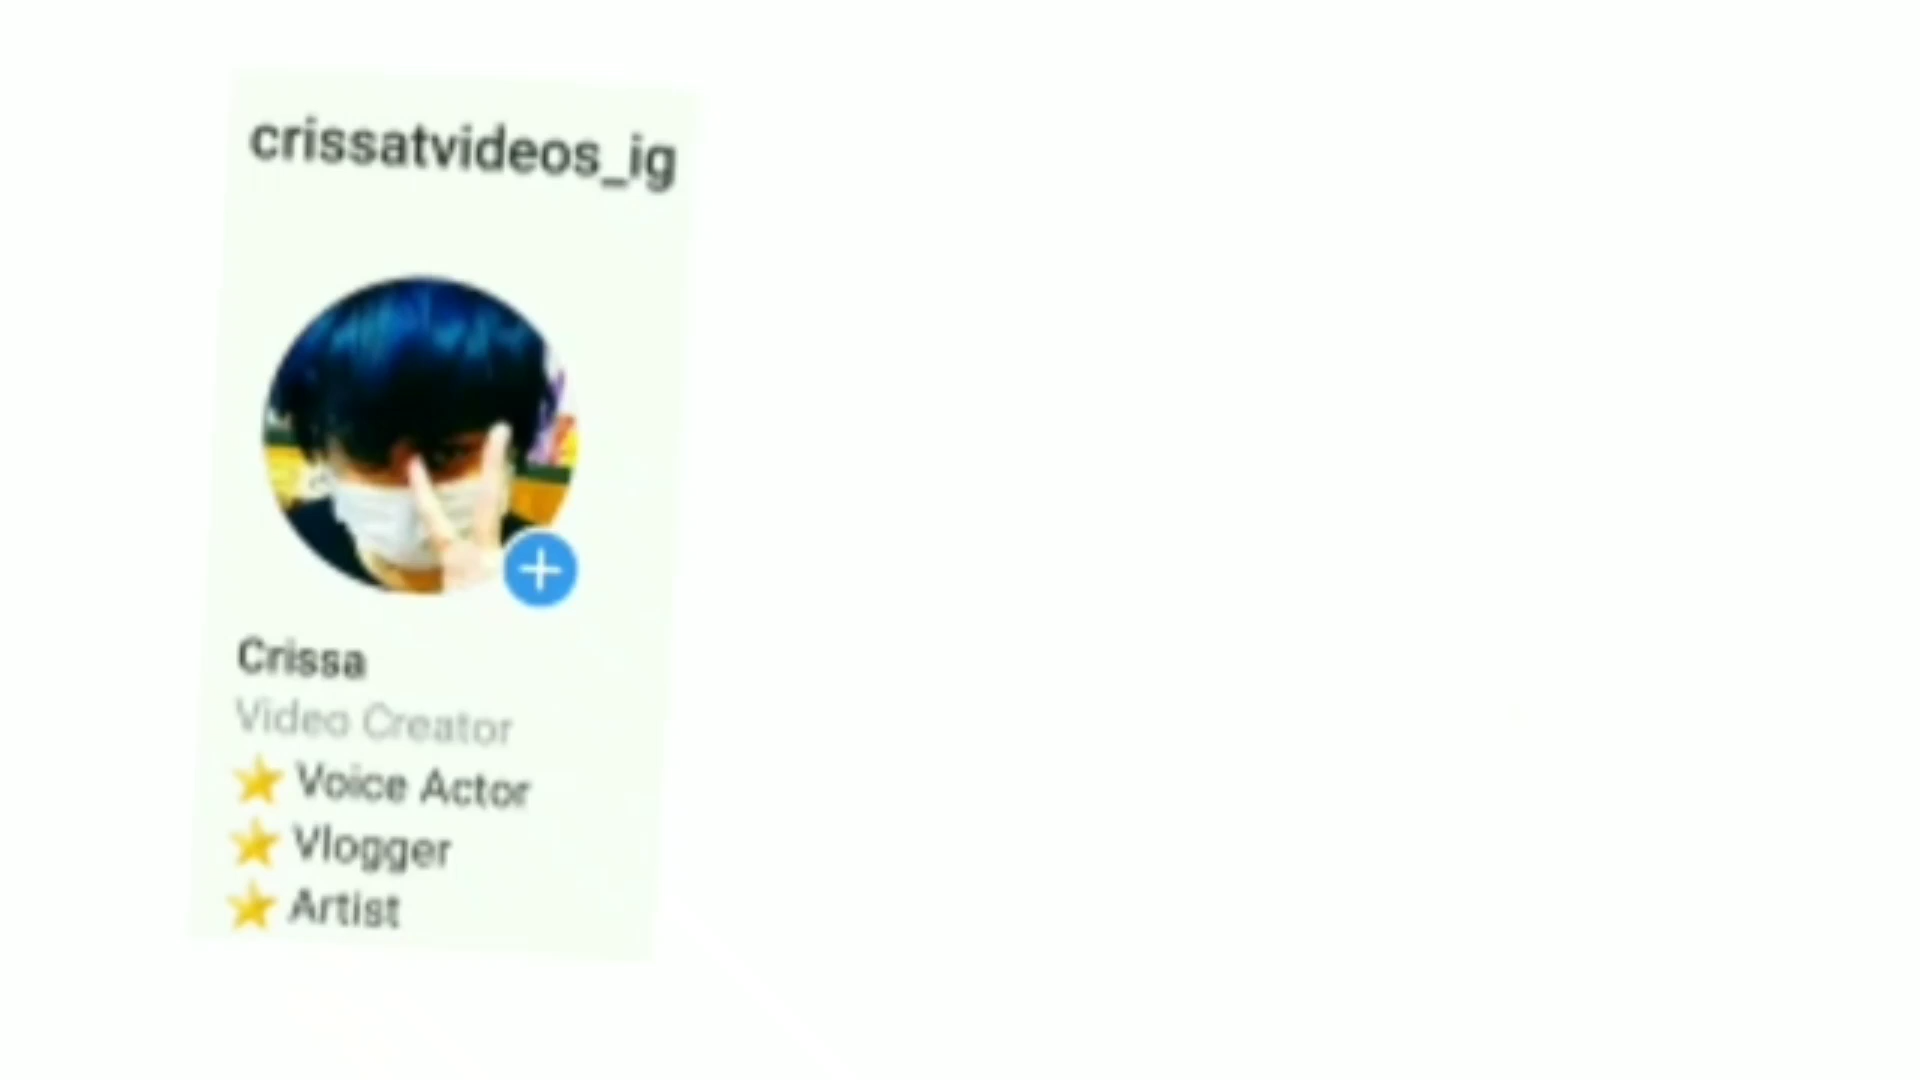 crissatvideos_ig
Crissa
Video Creator
⭐ Voice Actor
⭐ Vlogger
⭐ Artist